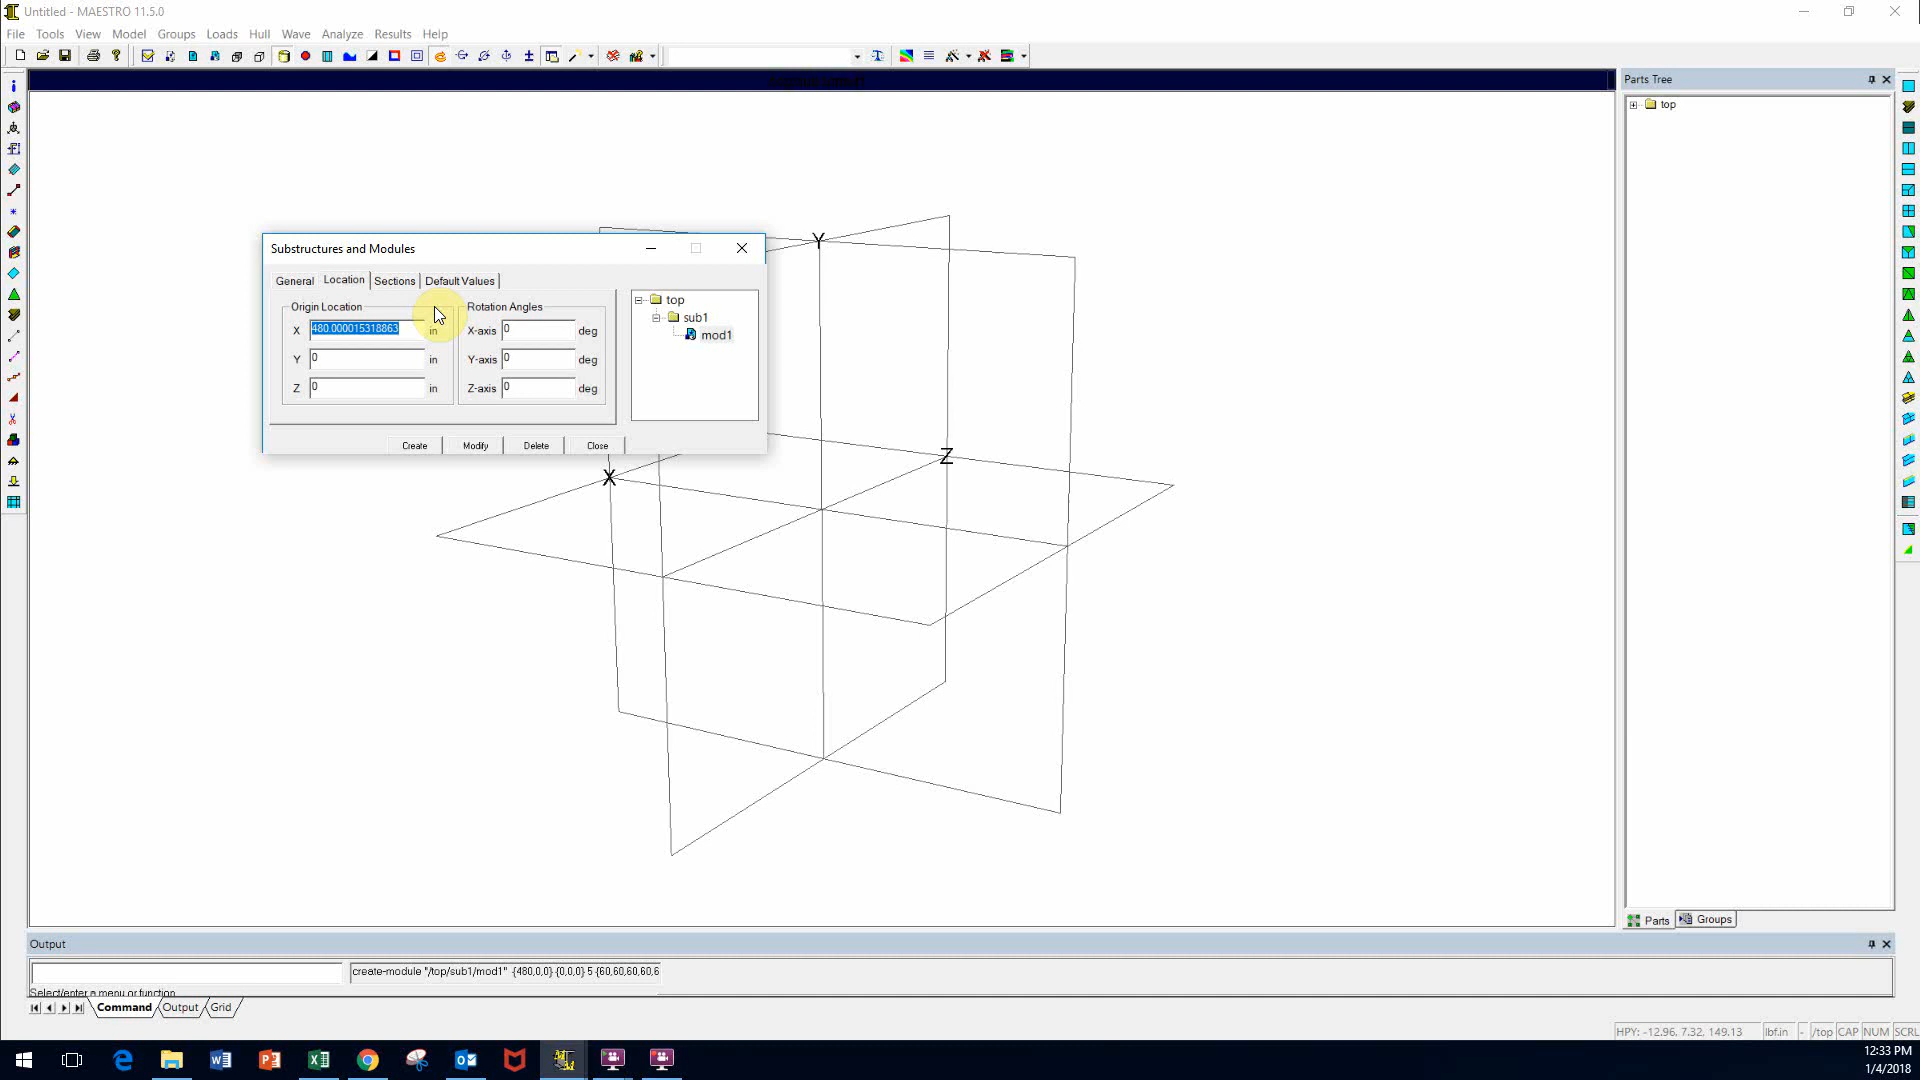 Untitled - MAESTRO 11.5.0
File Tools View Model Groups Loads Hull Wave Analyze Results Help
Parts Tree
top
Y
Substructures and Modules
General Location Sections Default Values
Origin Location
Rotation Angles
X 480.000015318863 in
X-axis 0 deg
Y 0 in
Y-axis 0 deg
Z 0 in
Z-axis 0 deg
top
sub1
mod1
Create Modify Delete Close
Z
X
Parts Groups
Output
create-module "/top/sub1/mod1" {480,0,0} {0,0,0} 5 {60,60,60,60,6
Select/enter a menu or function
Command Output Grid
HPY: -12.96. 7.32. 149.13 lbf.in - /top CAP NUM SCRL
12:33 PM
1/4/2018